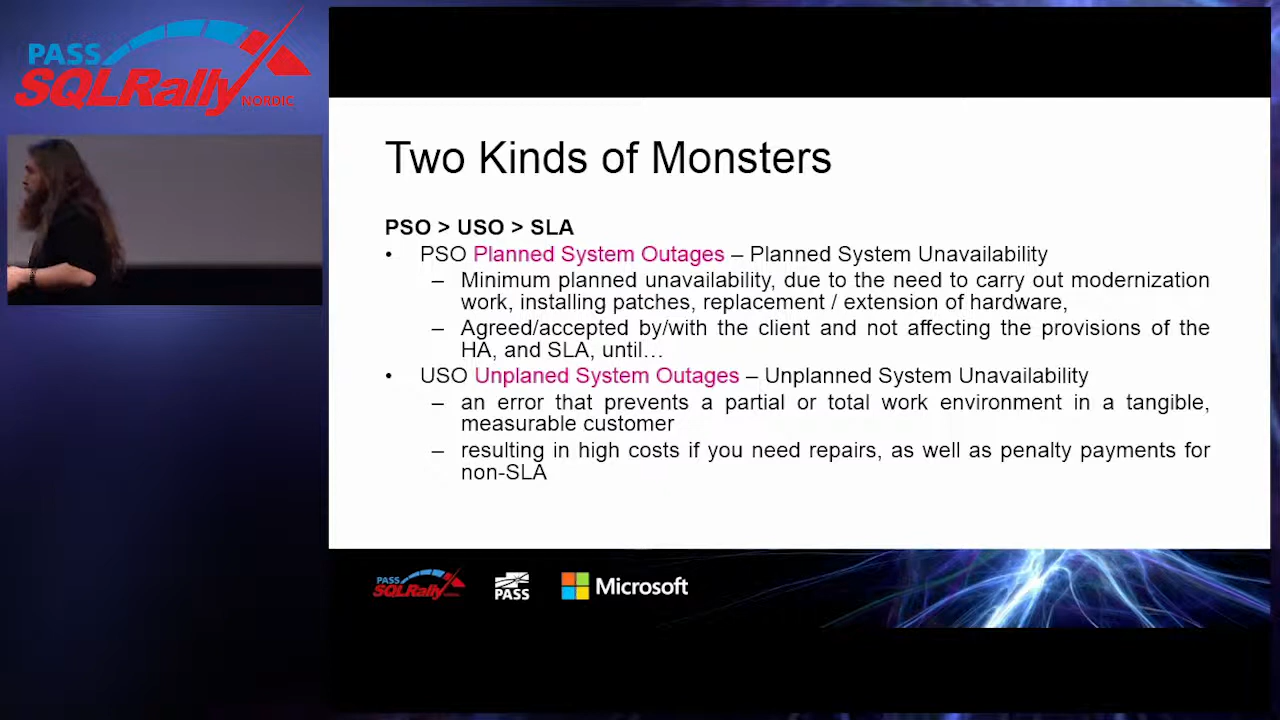 PASS
SQLRally
NORDIC
Two Kinds of Monsters
PSO > USO > SLA
• PSO Planned System Outages – Planned System Unavailability
– Minimum planned unavailability, due to the need to carry out modernization
work, installing patches, replacement / extension of hardware,
– Agreed/accepted by/with the client and not affecting the provisions of the
HA, and SLA, until…
• USO Unplaned System Outages – Unplanned System Unavailability
– an error that prevents a partial or total work environment in a tangible,
measurable customer
– resulting in high costs if you need repairs, as well as penalty payments for
non-SLA
PASS
SQLRally
PASS
Microsoft